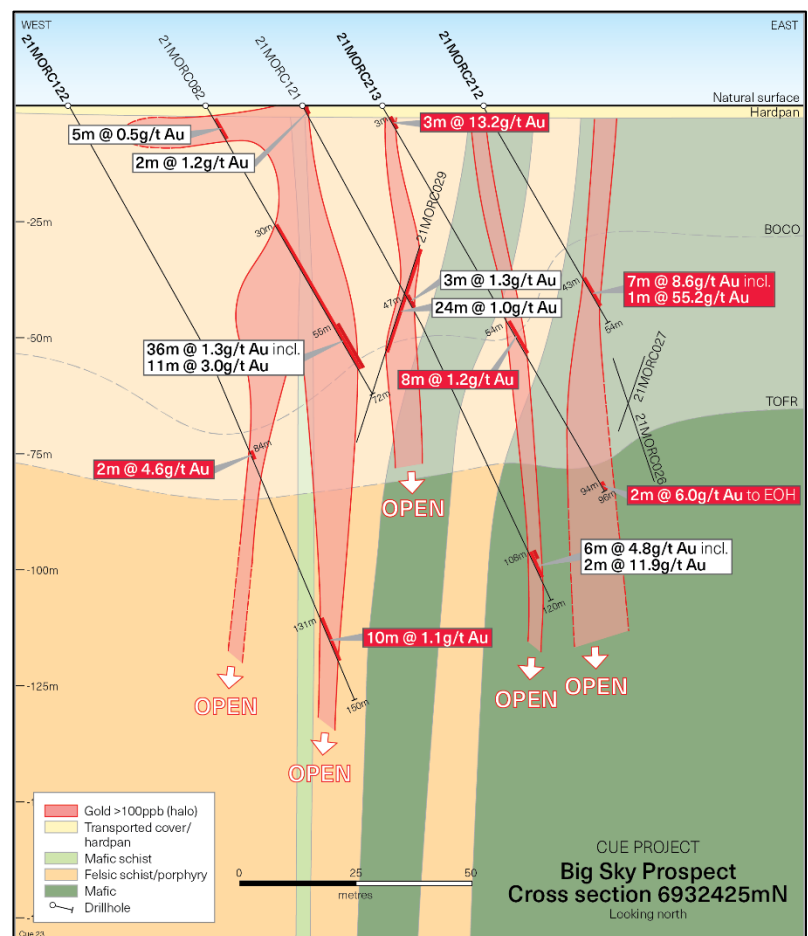 WEST
EAST
21MORC122
21MORC082
21MORC121
21MORC213
21MORC212
Natural surface
Hardpan
3m
3m @ 13.2g/t Au
5m @ 0.5g/t Au
2m @ 1.2g/t Au
21MORC029
-25m
30m
BOCO
3m @ 1.3g/t Au
24m @ 1.0g/t Au
47m
43m
7m @ 8.6g/t Au incl.
1m @ 55.2g/t Au
-50m
55m
64m
54m
36m @ 1.3g/t Au incl.
11m @ 3.0g/t Au
8m @ 1.2g/t Au
21MORC027
21MORC026
72m
TOFR
-75m
84m
2m @ 4.6g/t Au
OPEN
94m
96m
2m @ 6.0g/t Au to EOH
-100m
108m
6m @ 4.8g/t Au incl.
2m @ 11.9g/t Au
120m
131m
10m @ 1.1g/t Au
-125m
150m
OPEN
OPEN
OPEN
OPEN
Gold >100ppb (halo)
Transported cover/
hardpan
Mafic schist
Felsic schist/porphyry
Mafic
Drillhole
0
25
50
metres
CUE PROJECT
Big Sky Prospect
Cross section 6932425mN
Looking north
Cue 23